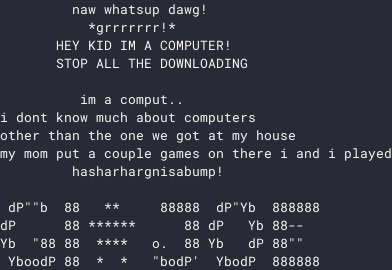 naw whatsup dawg!
*grrrrrrr!*
HEY KID IM A COMPUTER!
STOP ALL THE DOWNLOADING
im a comput..
i dont know much about computers
other than the one we got at my house
my mom put a couple games on there i and i played
hasharhargnisabump!
dP""b  88   **     88888  dP"Yb  888888
dP      88 ******      88 dP   Yb 88--
Yb  "88 88  ****   o.  88 Yb   dP 88""
YboodP 88  *  *   "bodP'  YbodP  888888